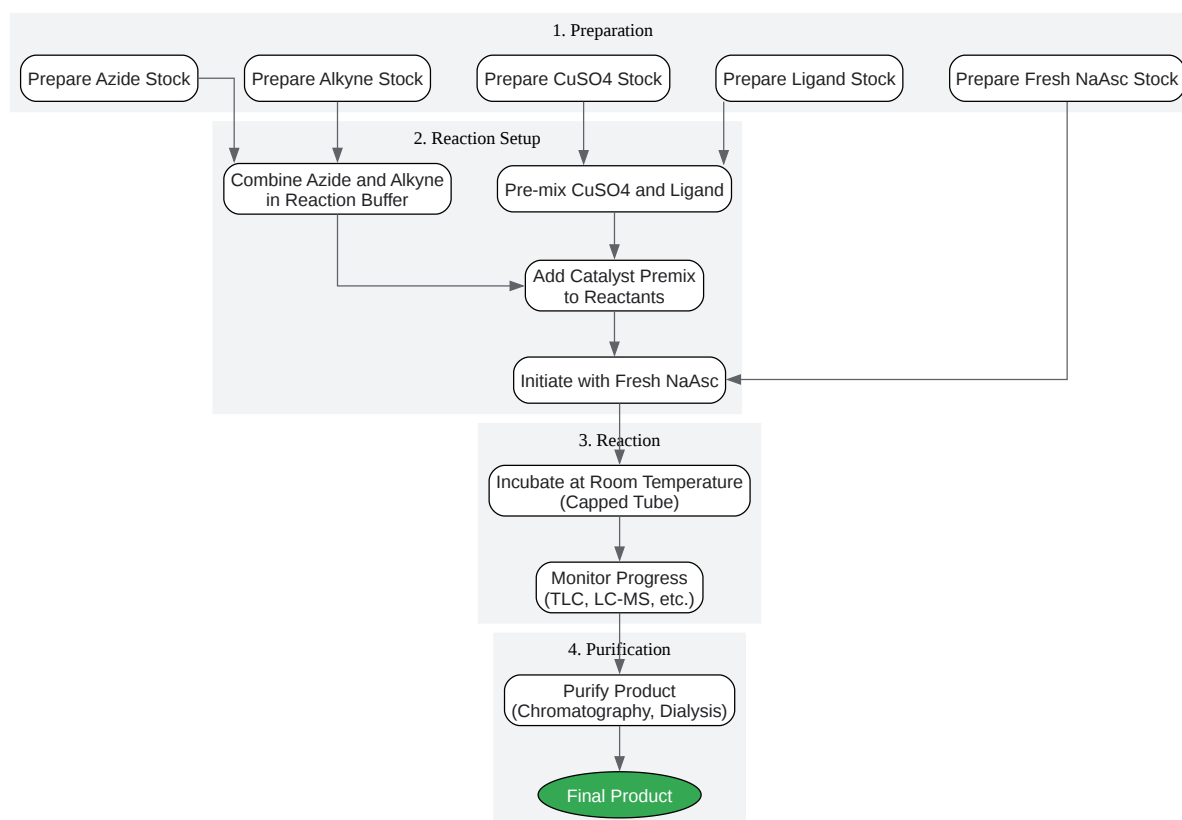 1. Preparation
Prepare Azide Stock
Prepare Alkyne Stock
Prepare CuSO4 Stock
Prepare Ligand Stock
Prepare Fresh NaAsc Stock
2. Reaction Setup
Combine Azide and Alkyne
in Reaction Buffer
Pre-mix CuSO4 and Ligand
Add Catalyst Premix
to Reactants
Initiate with Fresh NaAsc
3. Reaction
Incubate at Room Temperature
(Capped Tube)
Monitor Progress
(TLC, LC-MS, etc.)
4. Purification
Purify Product
(Chromatography, Dialysis)
Final Product